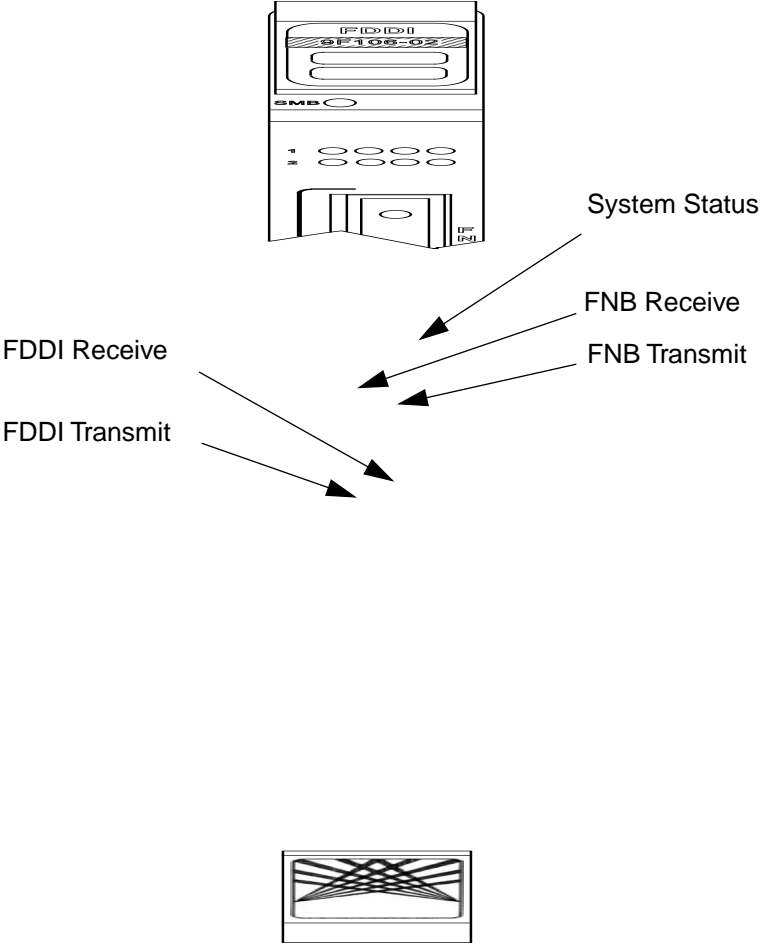 FDDI
9F106-02
SMB
1
2
F
N
System Status
FNB Receive
FDDI Receive
FNB Transmit
FDDI Transmit